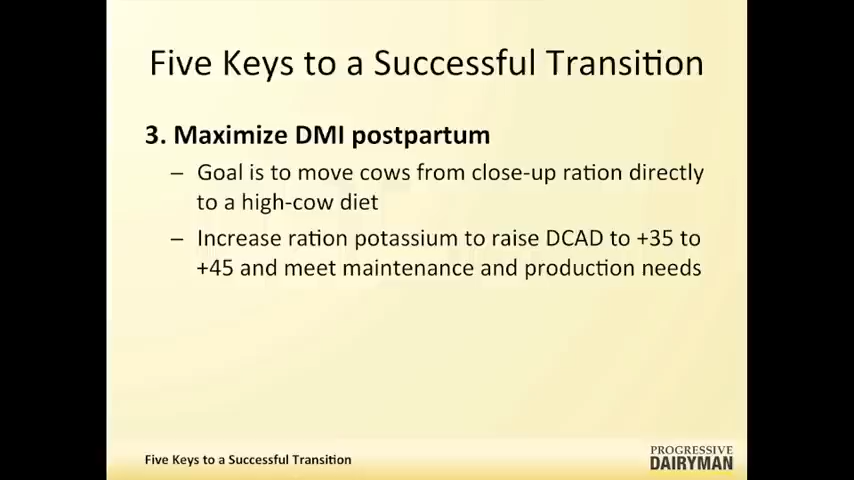 Five Keys to a Successful Transition
3. Maximize DMI postpartum
– Goal is to move cows from close-up ration directly
to a high-cow diet
– Increase ration potassium to raise DCAD to +35 to
+45 and meet maintenance and production needs
Five Keys to a Successful Transition
PROGRESSIVE
DAIRYMAN